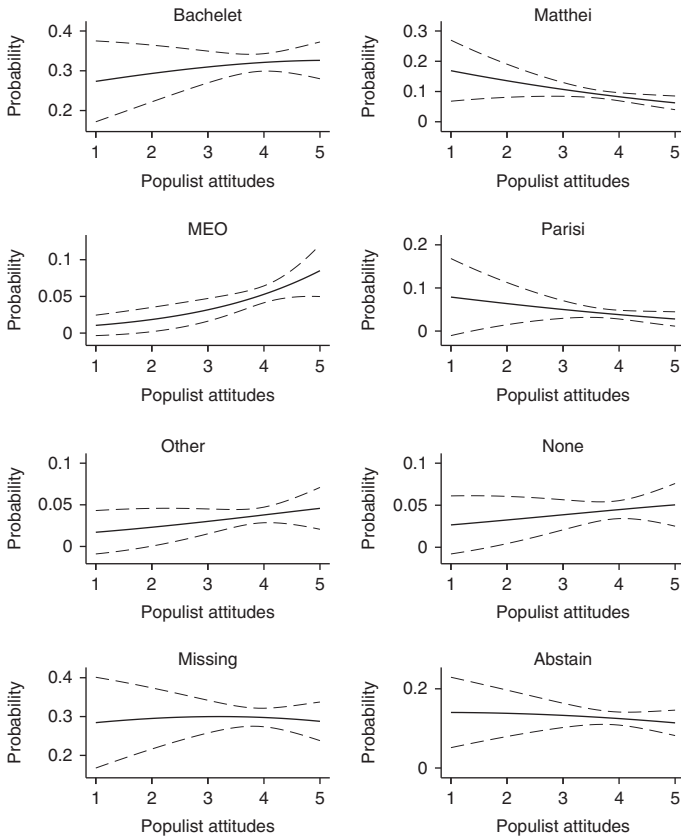 Bachelet
Probability
0.4
0.3
0.2
1 2 3 4 5
Populist attitudes
Matthei
Probability
0.3
0.2
0.1
0
1 2 3 4 5
Populist attitudes
MEO
Probability
0.1
0.05
0
1 2 3 4 5
Populist attitudes
Parisi
Probability
0.2
0.1
0
1 2 3 4 5
Populist attitudes
Other
Probability
0.1
0.05
0
1 2 3 4 5
Populist attitudes
None
Probability
0.1
0.05
0
1 2 3 4 5
Populist attitudes
Missing
Probability
0.4
0.3
0.2
1 2 3 4 5
Populist attitudes
Abstain
Probability
0.2
0
1 2 3 4 5
Populist attitudes